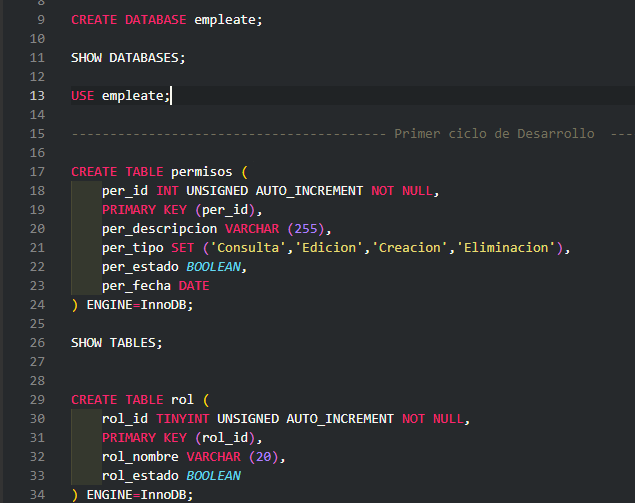 8
9 CREATE DATABASE empleate;
10
11 SHOW DATABASES;
12
13 USE empleate;
14
15 ----------------------------------------- Primer ciclo de Desarrollo ---
16
17 CREATE TABLE permisos (
18 per_id INT UNSIGNED AUTO_INCREMENT NOT NULL,
19 PRIMARY KEY (per_id),
20 per_descripcion VARCHAR (255),
21 per_tipo SET ('Consulta','Edicion','Creacion','Eliminacion'),
22 per_estado BOOLEAN,
23 per_fecha DATE
24 ) ENGINE=InnoDB;
25
26 SHOW TABLES;
27
28
29 CREATE TABLE rol (
30 rol_id TINYINT UNSIGNED AUTO_INCREMENT NOT NULL,
31 PRIMARY KEY (rol_id),
32 rol_nombre VARCHAR (20),
33 rol_estado BOOLEAN
34 ) ENGINE=InnoDB;